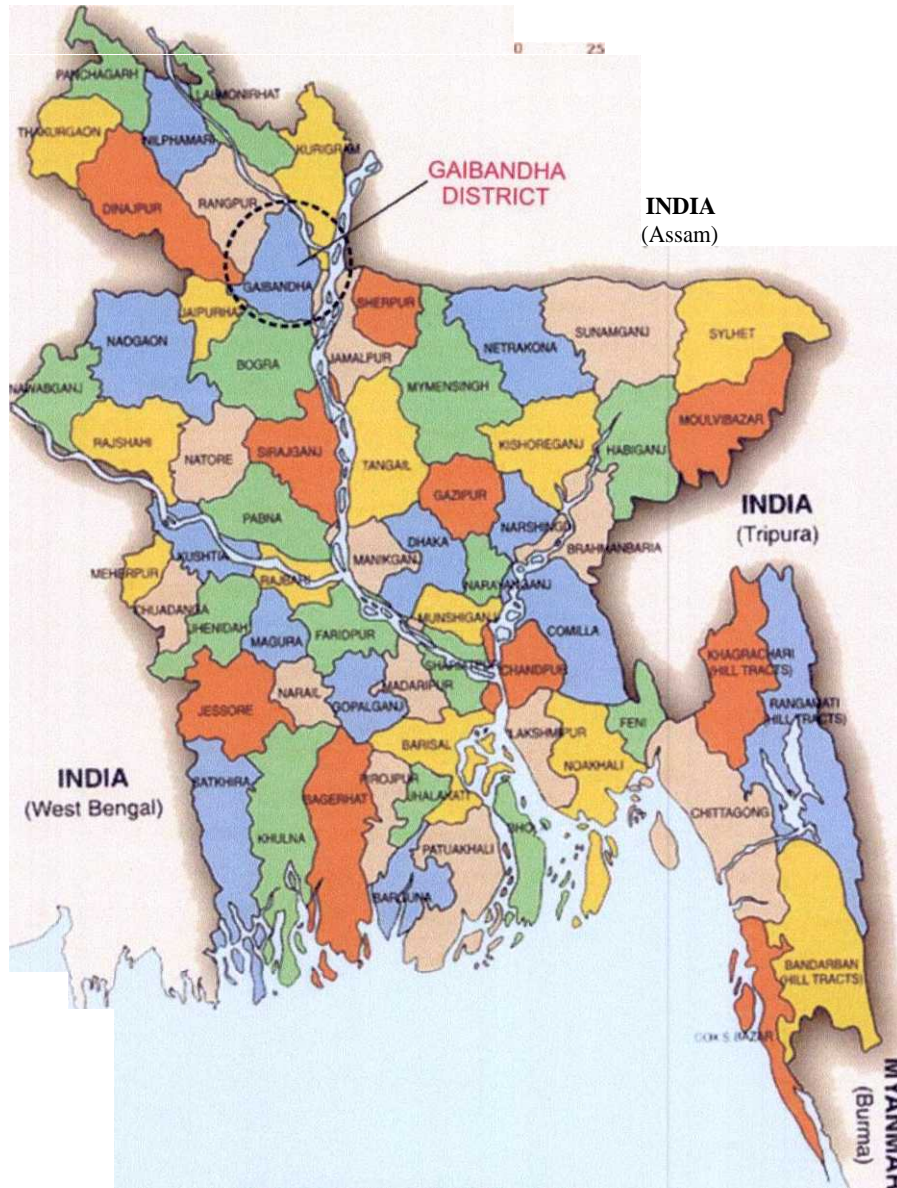 0 25
PANCHAGARH
LALMONIRHAT
THAKURGAON
NILPHAMARI
KURIGRAM
GAIBANDHA
DISTRICT
DINAJPUR
RANGPUR
INDIA
(Assam)
GAIBANDHA
JAIPURHAT
SHERPUR
NAOGAON
NETRAKONA
SUNAMGANJ
SYLHET
BOGRA
JAMALPUR
MYMENSINGH
NAWABGANJ
MOULVIBAZAR
RAJSHAHI
NATORE
SIRAJGANJ
TANGAIL
KISHOREGANJ
HABIGANJ
GAZIPUR
PABNA
INDIA
(Tripura)
DHAKA
NARSHINGDI
KUSHTIA
MANIKGANJ
BRAHMANBARIA
MEHERPUR
RAJBARI
NARAYANGANJ
CHUADANGA
JHENIDAH
MAGURA
FARIDPUR
MUNSHIGANJ
COMILLA
KHAGRACHARI
(HILL TRACTS)
CHANDPUR
NARAIL
MADARIPUR
JESSORE
GOPALGANJ
RANGAMATI
(HILL TRACTS)
FENI
LAKSHMIPUR
BARISAL
NOAKHALI
INDIA
(West Bengal)
SATKHIRA
PIROJPUR
BAGERHAT
JHALAKATI
CHITTAGONG
KHULNA
BHOLA
PATUAKHALI
BARGUNA
BANDARBAN
(HILL TRACTS)
COX'S BAZAR
MYANMAR
(Burma)